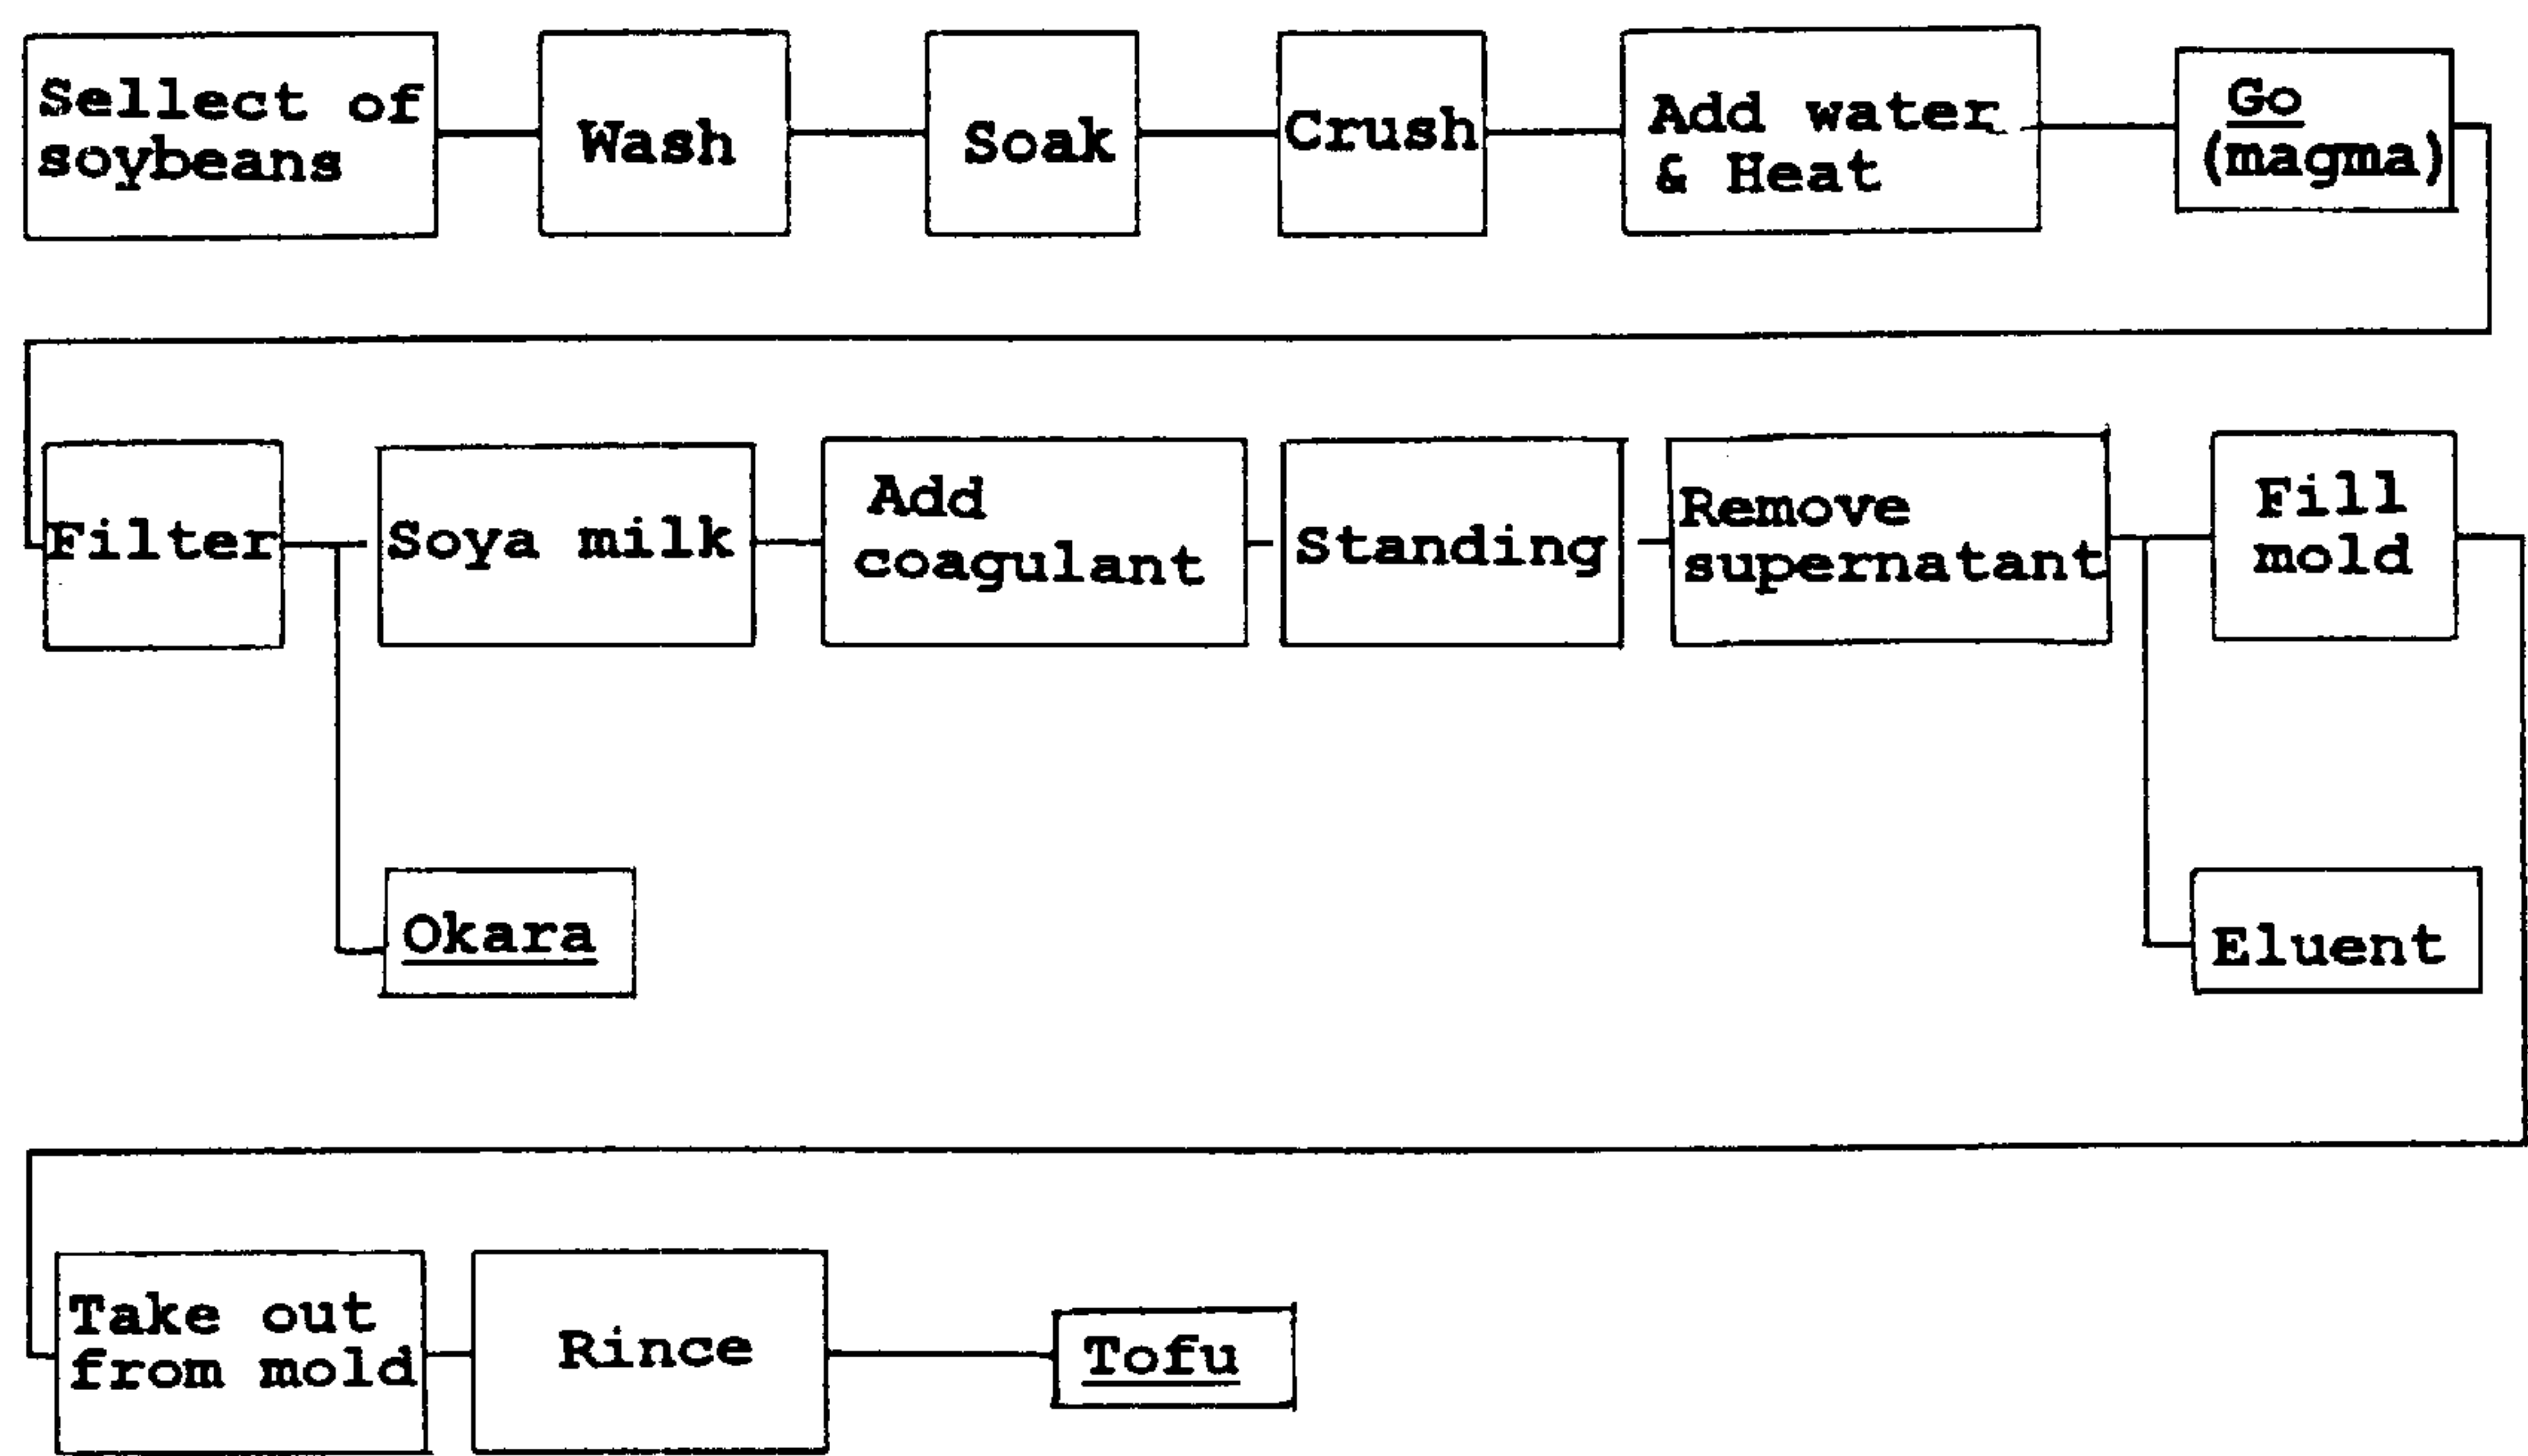 Sellect of
soybeans
Wash
Soak
Crush
Add water
& Heat
Go
(magma)
Filter
Soya milk
Add
coagulant
Standing
Remove
supernatant
Fill
mold
Okara
Eluent
Take out
from mold
Rince
Tofu